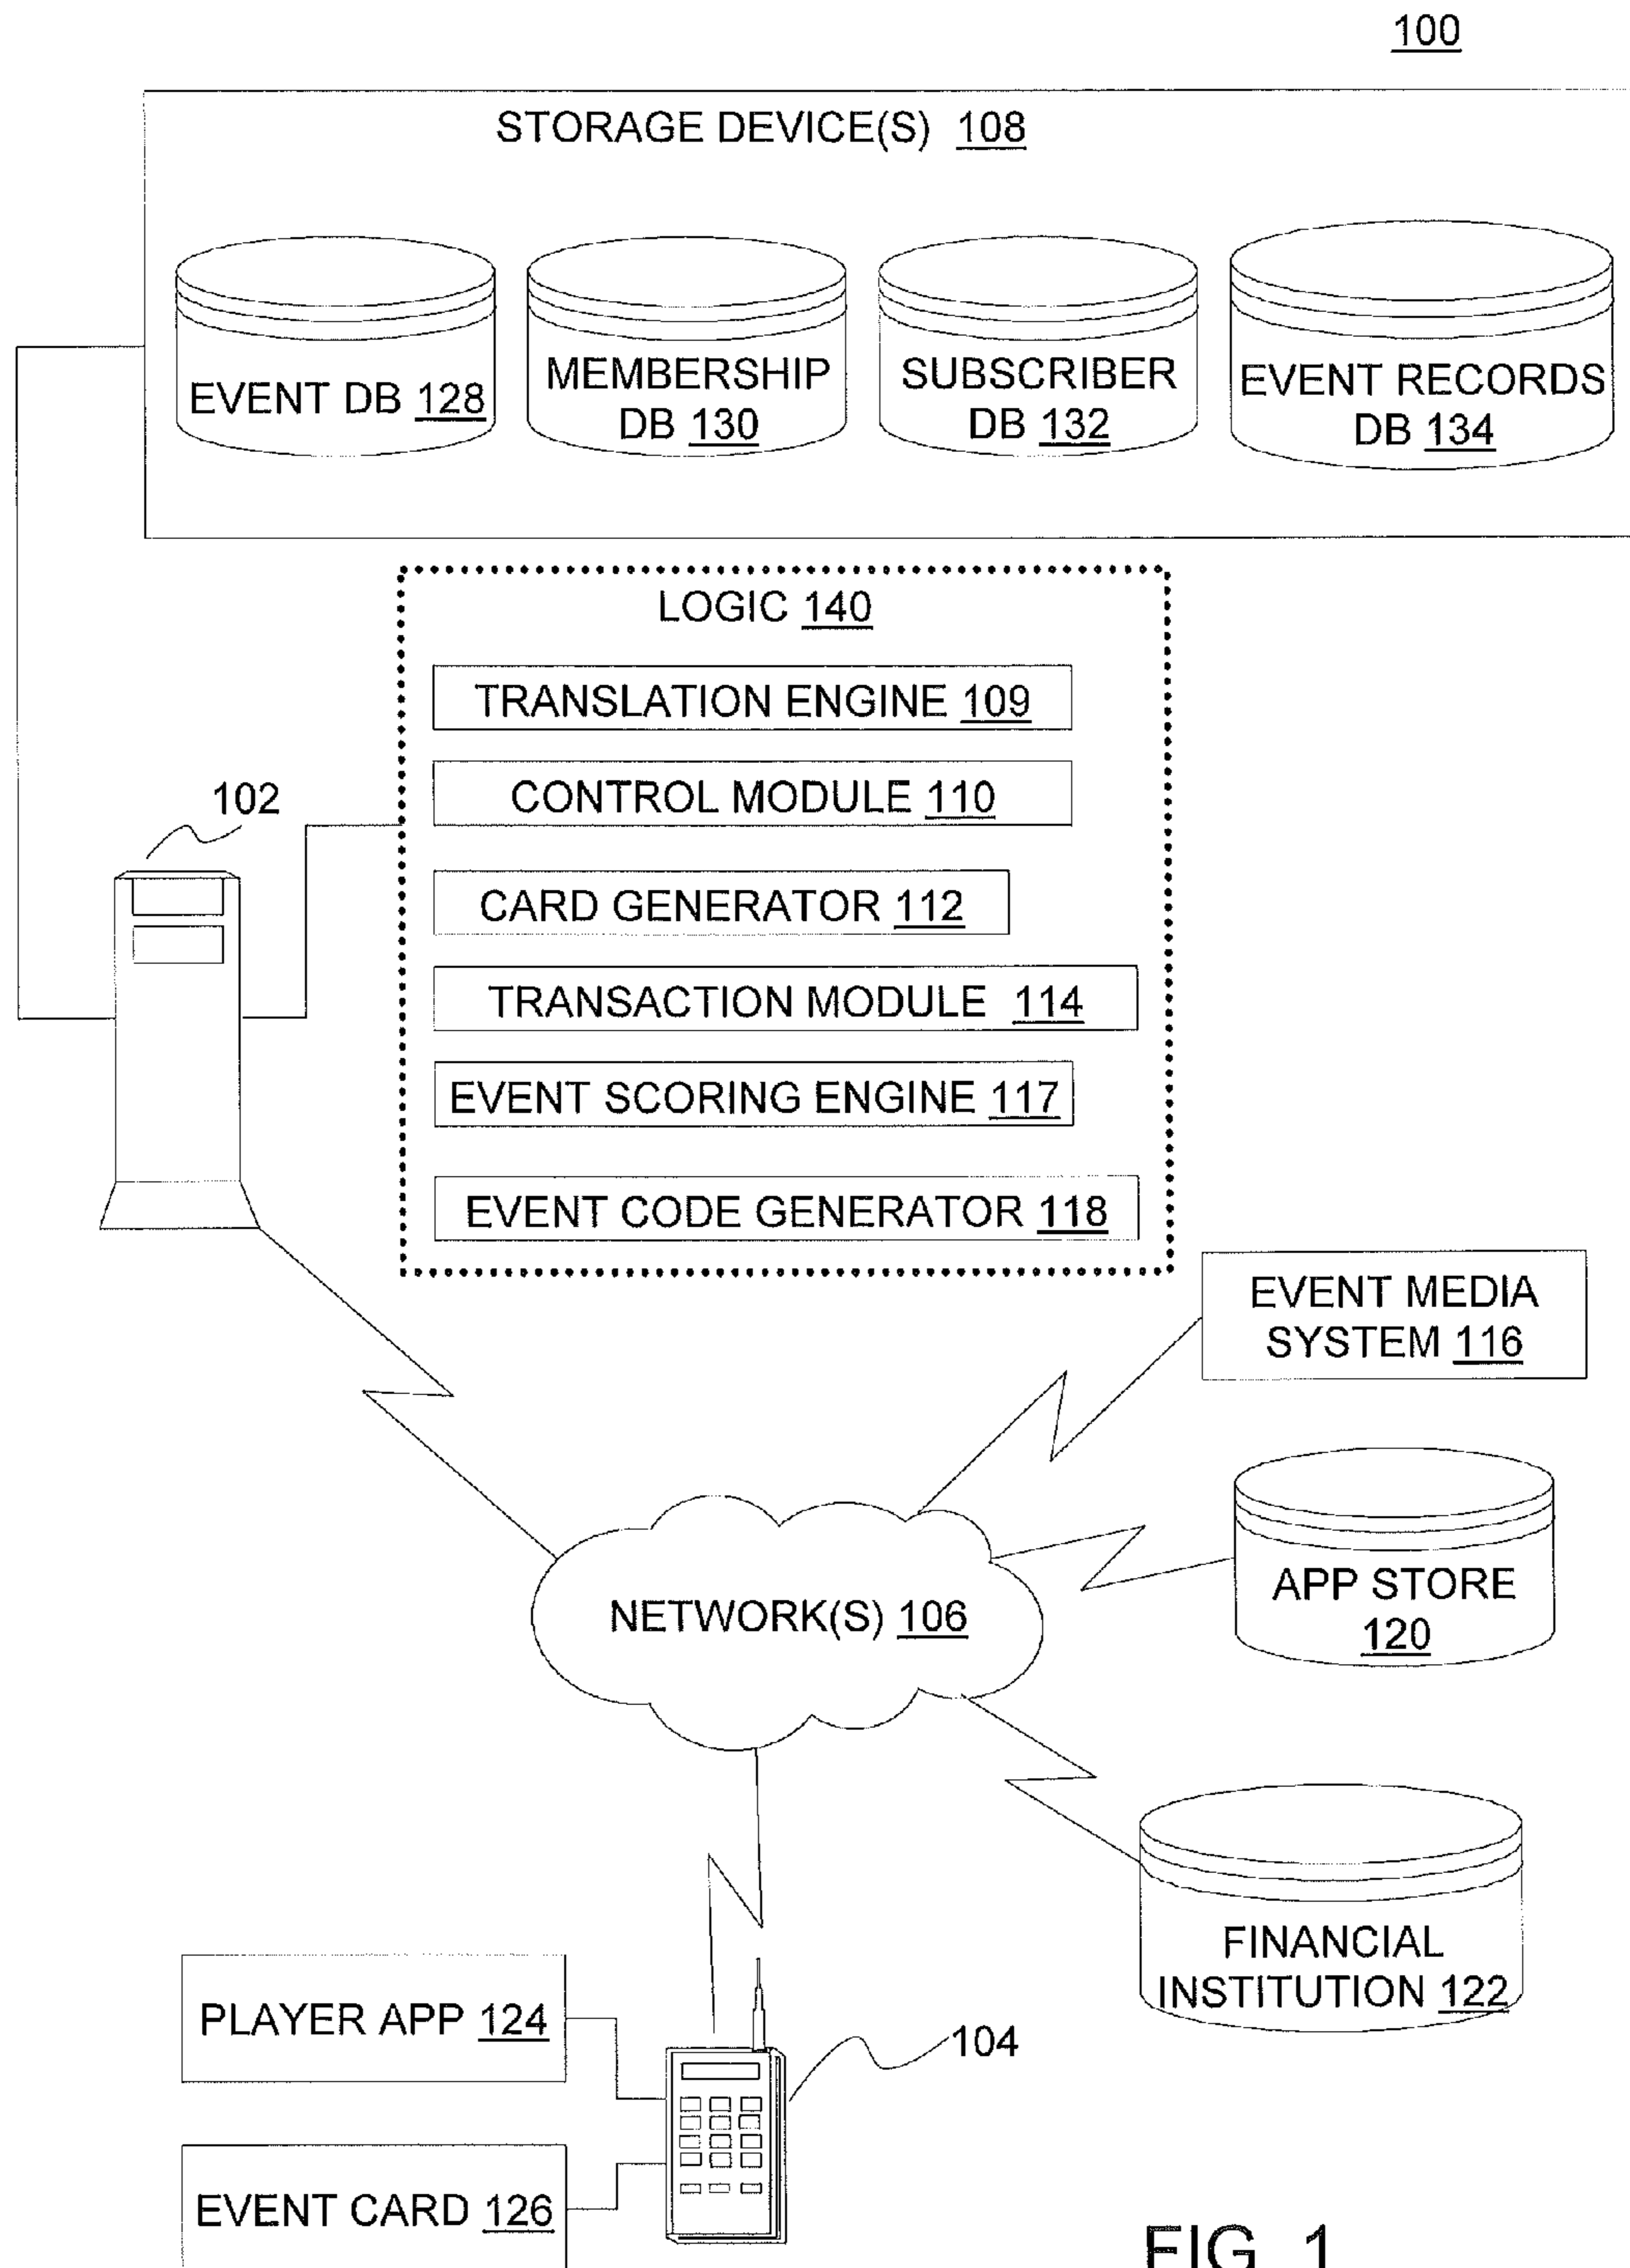 100
STORAGE DEVICE(S) 108
EVENT DB 128
MEMBERSHIP
DB 130
SUBSCRIBER
DB 132
EVENT RECORDS
DB 134
LOGIC 140
TRANSLATION ENGINE 109
CONTROL MODULE 110
102
CARD GENERATOR 112
TRANSACTION MODULE 114
EVENT SCORING ENGINE 117
EVENT CODE GENERATOR 118
EVENT MEDIA
SYSTEM 116
APP STORE
120
NETWORK(S) 106
FINANCIAL
INSTITUTION 122
PLAYER APP 124
104
EVENT CARD 126
FIG. 1